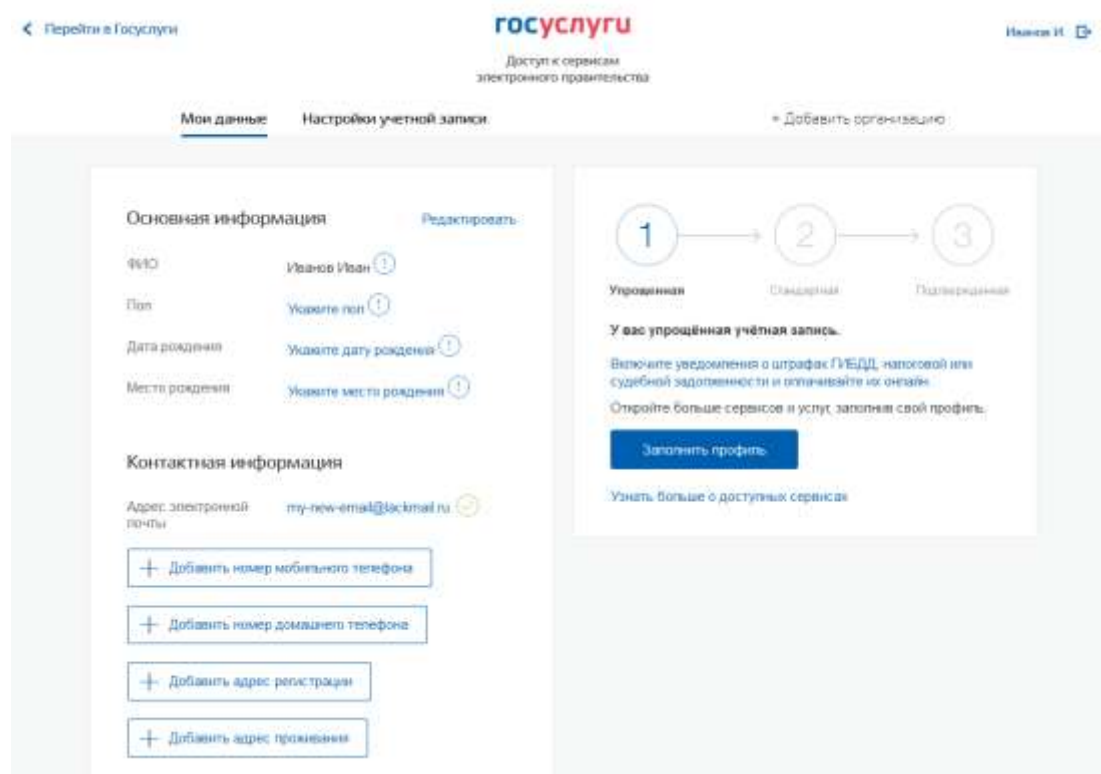 Перейти в Госуслуги
госуслуги
Иванов И.
Доступ к сервисам
электронного правительства
Мои данные
Настройки учетной записи
+ Добавить организацию
Основная информация
Редактировать
ФИО
Иванов Иван
Пол
Укажите пол
Дата рождения
Укажите дату рождения
Место рождения
Укажите место рождения
Контактная информация
Адрес электронной
почты
my-new-email@lackmail.ru
+ Добавить номер мобильного телефона
+ Добавить номер домашнего телефона
+ Добавить адрес регистрации
+ Добавить адрес проживания
1
2
3
Упрощенная
Стандартная
Подтвержденная
У вас упрощённая учётная запись.
Включите уведомления о штрафах ГИБДД, налоговой или
судебной задолженности и оплачивайте их онлайн.
Откройте больше сервисов и услуг, заполнив свой профиль.
Заполнить профиль
Узнать больше о доступных сервисах